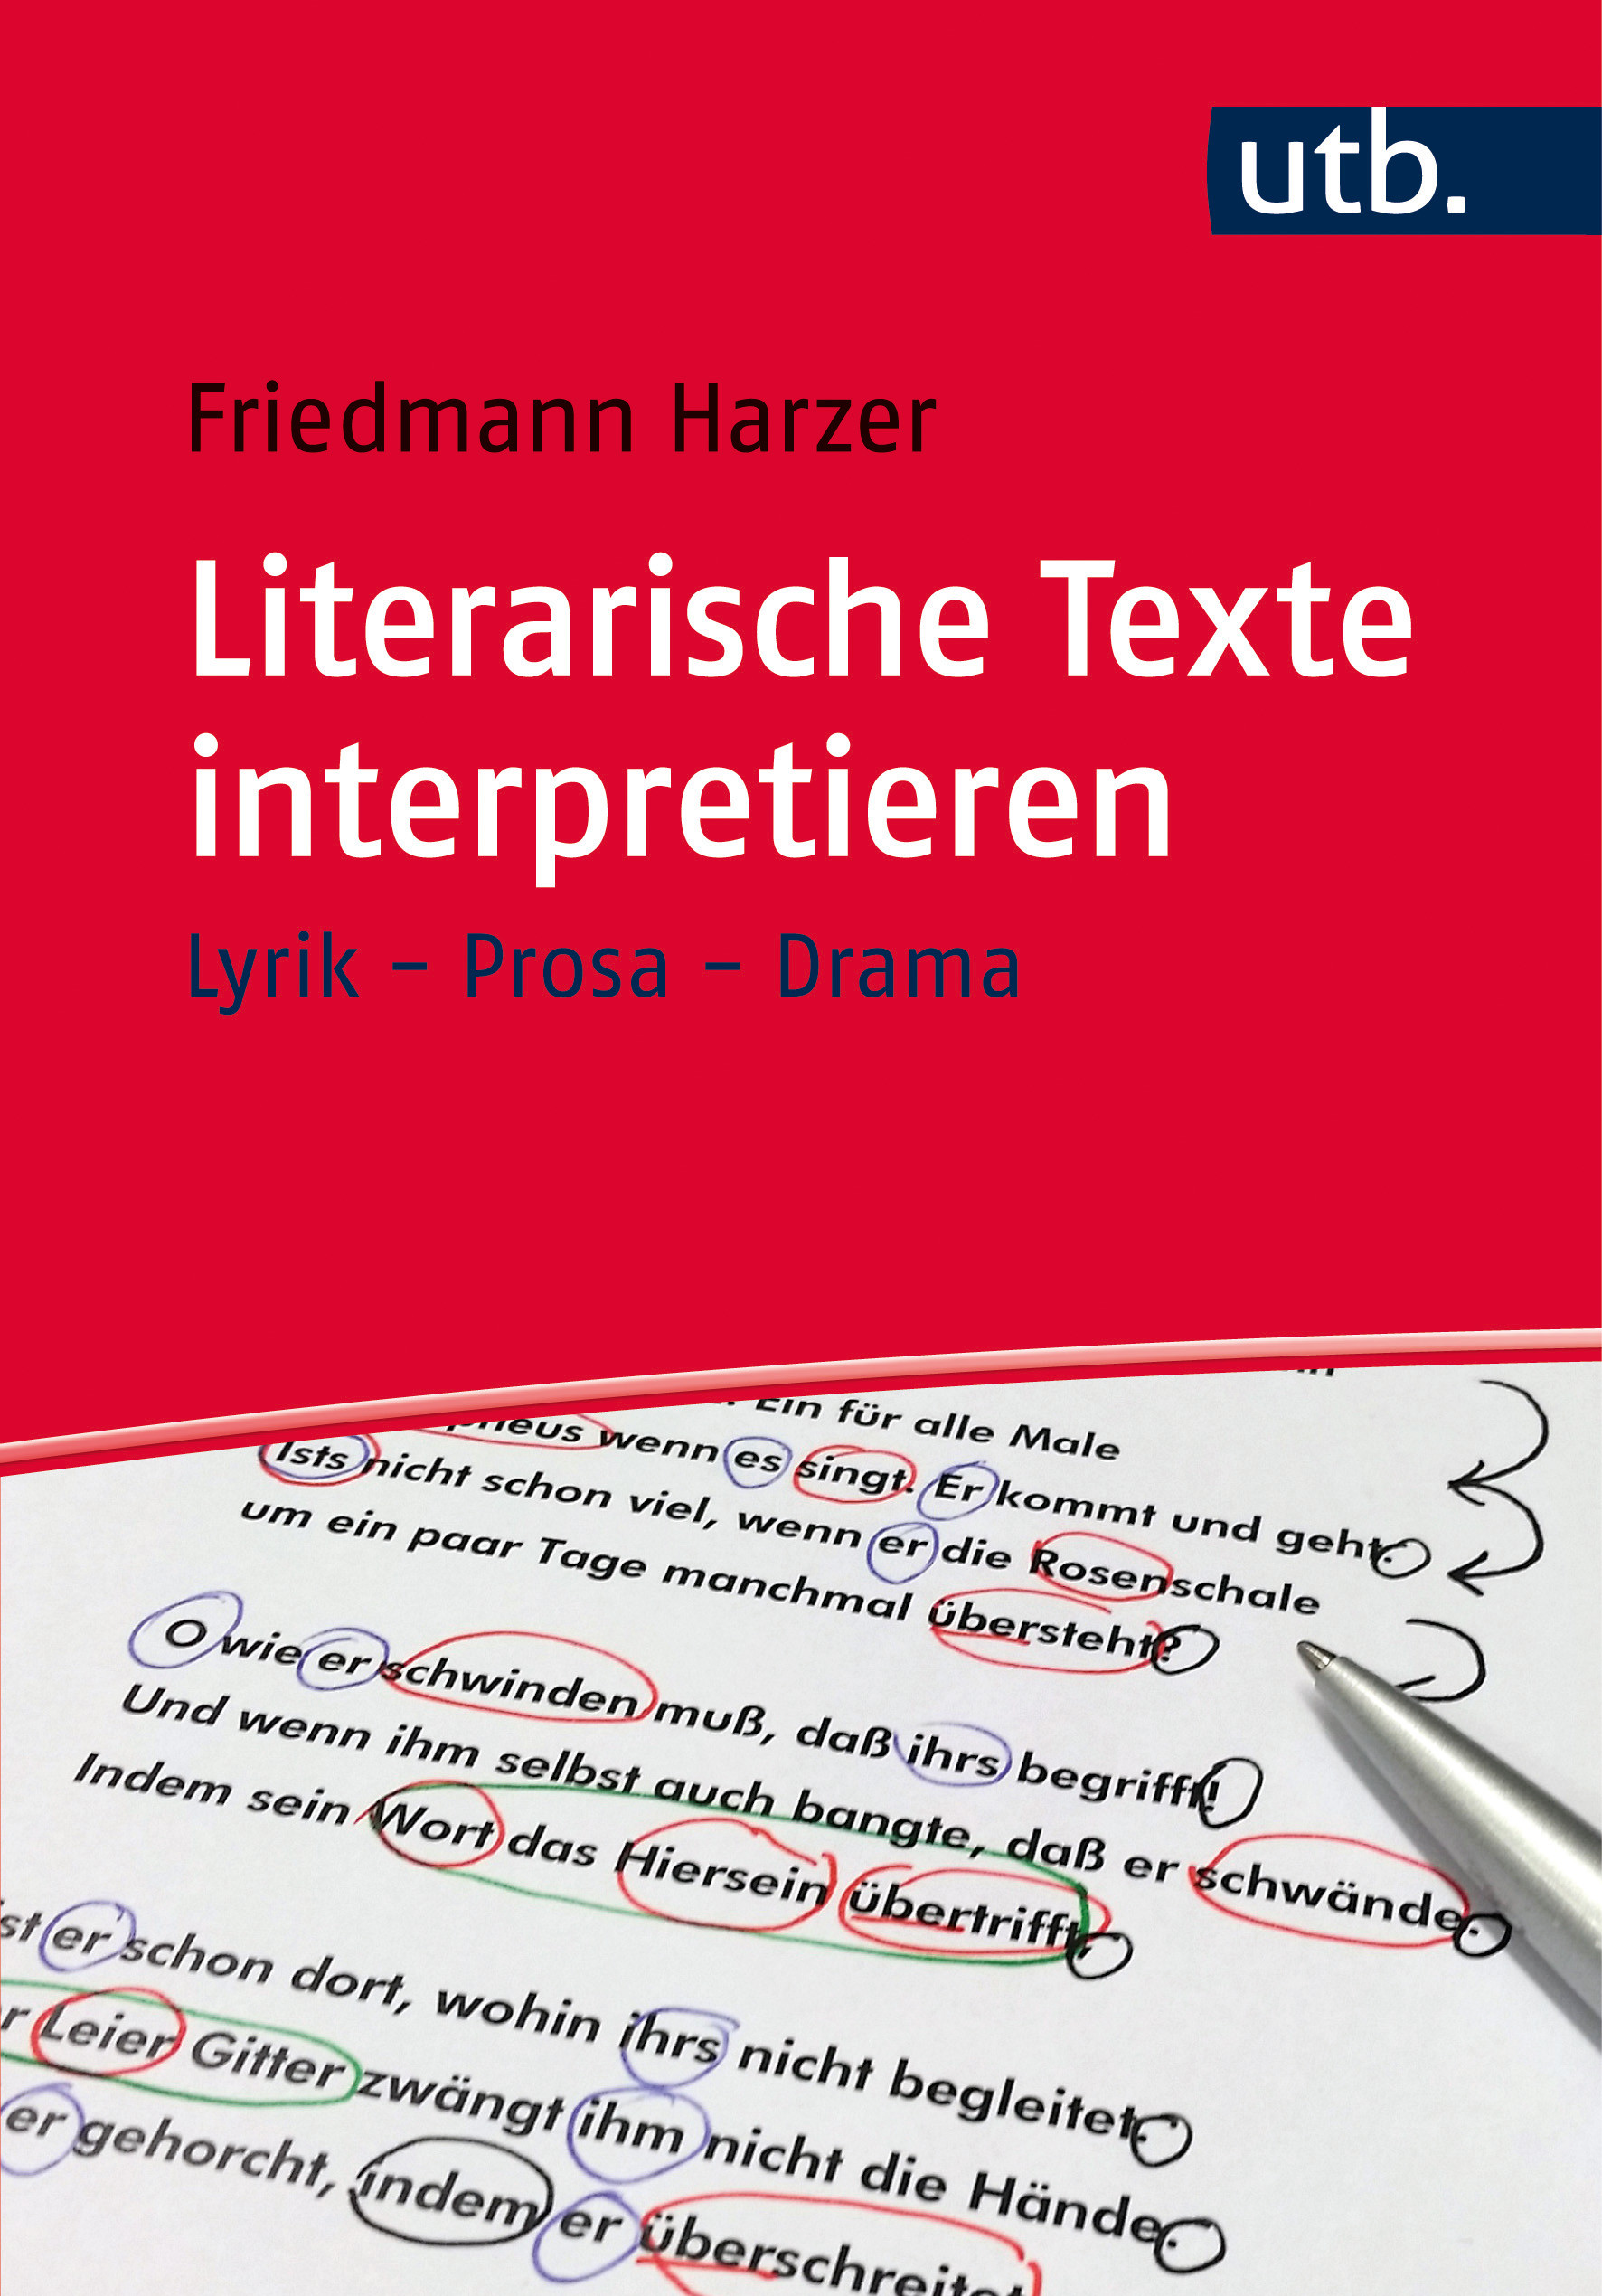 utb.
Friedmann Harzer
Literarische Texte
interpretieren
Lyrik – Prosa – Drama
Ein für alle Male
wenn es singt. Er kommt und geht.
Ists nicht schon viel, wenn er die Rosenschale
um ein paar Tage manchmal übersteht?
O wie er schwinden muß, daß ihrs begrifft!
Und wenn ihm selbst auch bangte, daß er schwände.
Indem sein Wort das Hiersein übertrifft,
er schon dort, wohin ihrs nicht begleitet.
Leier Gitter zwängt ihm nicht die Hände.
er gehorcht, indem er überschreitet